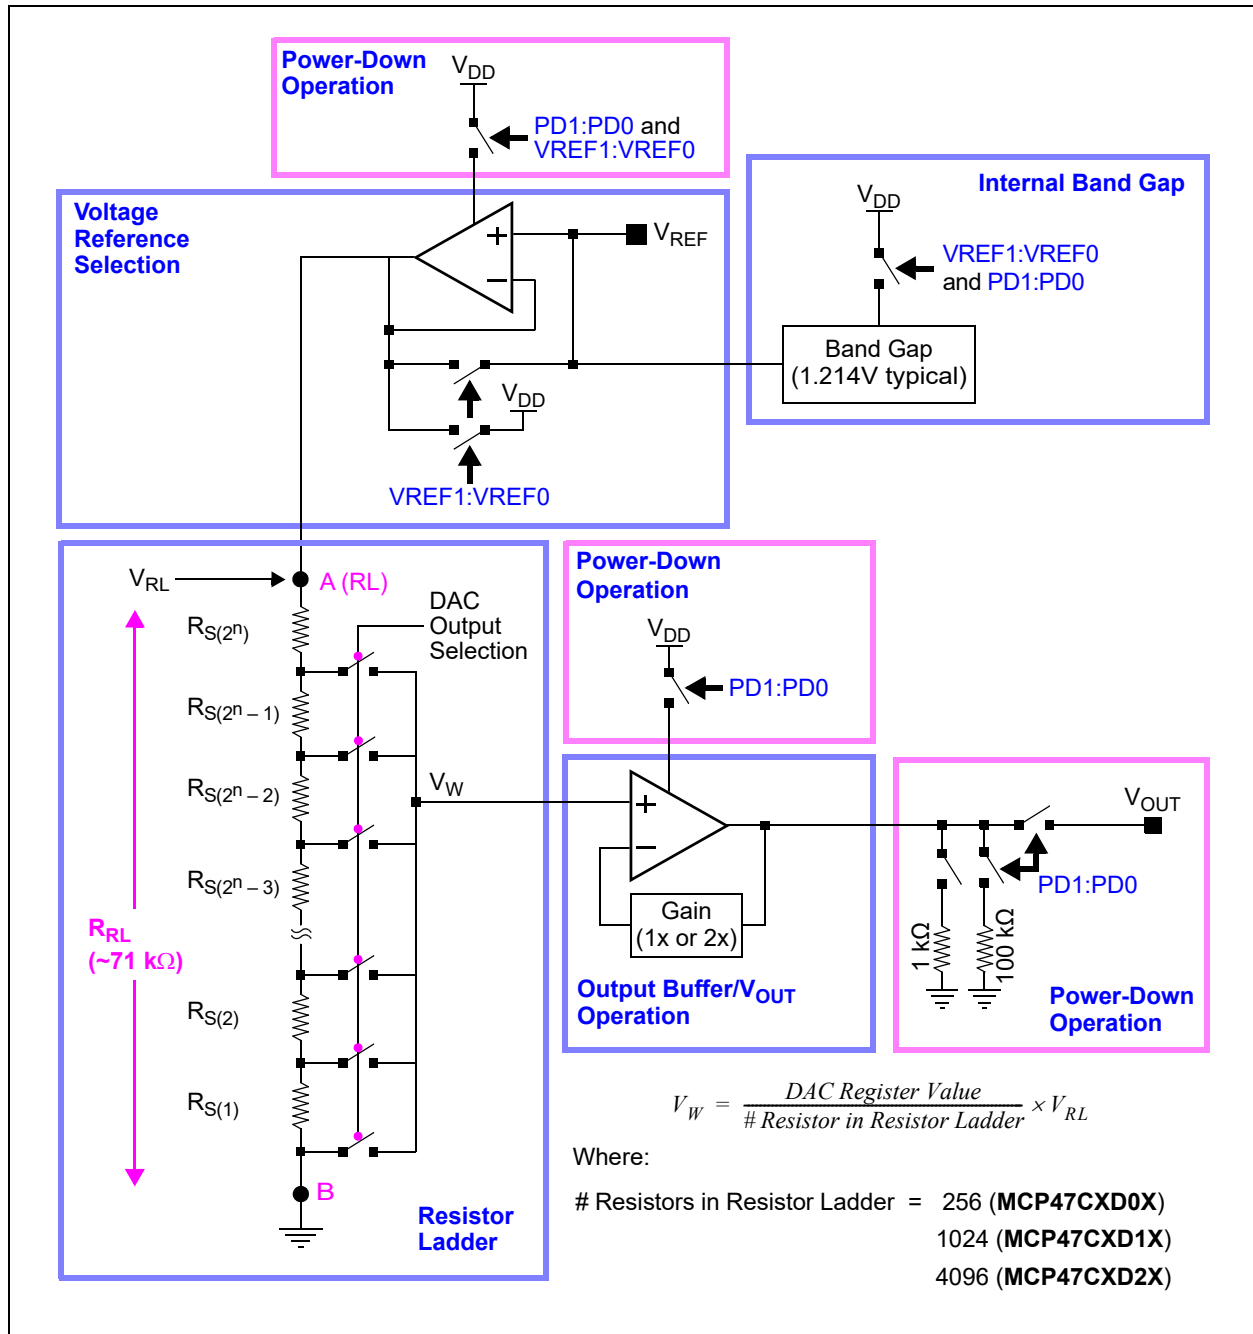 Power-Down
Operation
VDD
PD1:PD0 and
VREF1:VREF0
Internal Band Gap
VDD
VREF1:VREF0
and PD1:PD0
Band Gap
(1.214V typical)
Voltage
Reference
Selection
+
−
VREF
VDD
VREF1:VREF0
VRL
A (RL)
DAC
Output
Selection
RS(2ⁿ)
RS(2ⁿ – 1)
RS(2ⁿ – 2)
RS(2ⁿ – 3)
RRL
(~71 kΩ)
RS(2)
RS(1)
B
VW
Resistor
Ladder
Power-Down
Operation
VDD
PD1:PD0
+
−
Gain
(1x or 2x)
Output Buffer/VOUT
Operation
VOUT
PD1:PD0
1 kΩ
100 kΩ
Power-Down
Operation
VW = DAC Register Value / # Resistor in Resistor Ladder × VRL
Where:
# Resistors in Resistor Ladder = 256 (MCP47CXD0X)
1024 (MCP47CXD1X)
4096 (MCP47CXD2X)